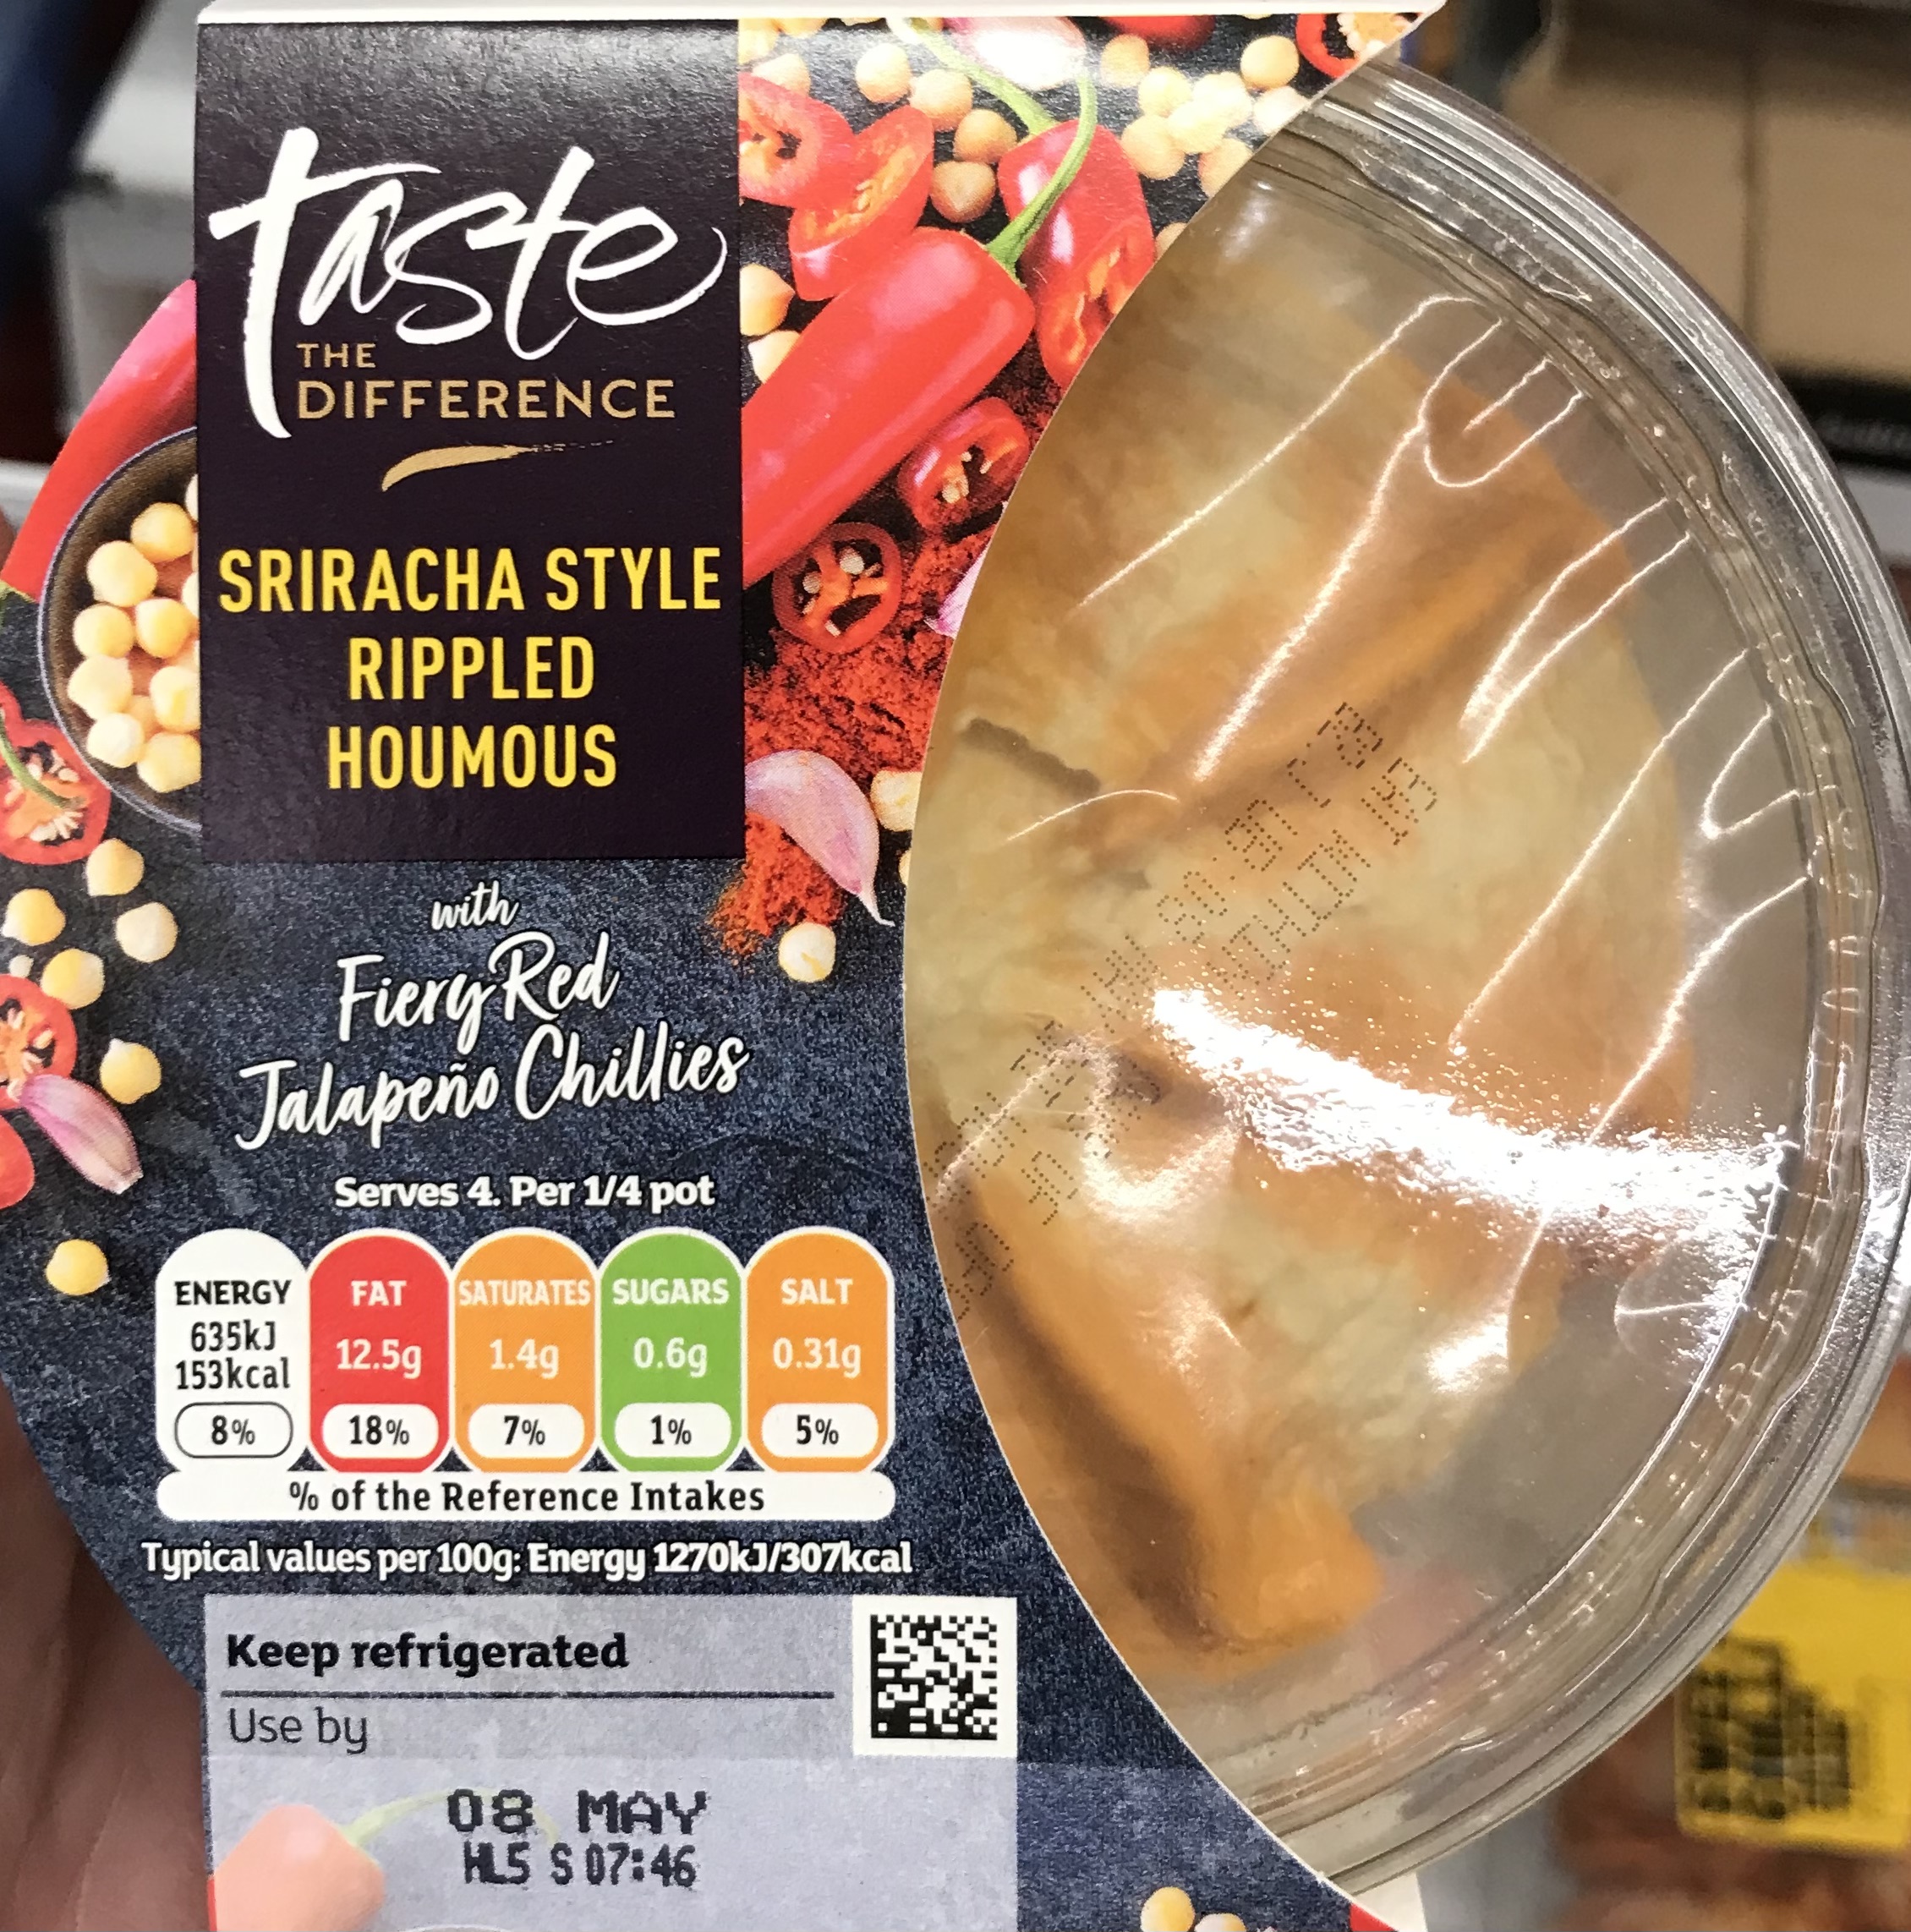 taste
THE
DIFFERENCE
SRIRACHA STYLE
RIPPLED
HOUMOUS
with
Fiery Red
Jalapeño Chillies
Serves 4. Per 1/4 pot
ENERGY FAT SATURATES SUGARS SALT
635kJ
153kcal 12.5g 1.4g 0.6g 0.31g
8% 18% 7% 1% 5%
% of the Reference Intakes
Typical values per 100g: Energy 1270kJ/307kcal
Keep refrigerated
Use by
08 MAY
HL5 S 07:46